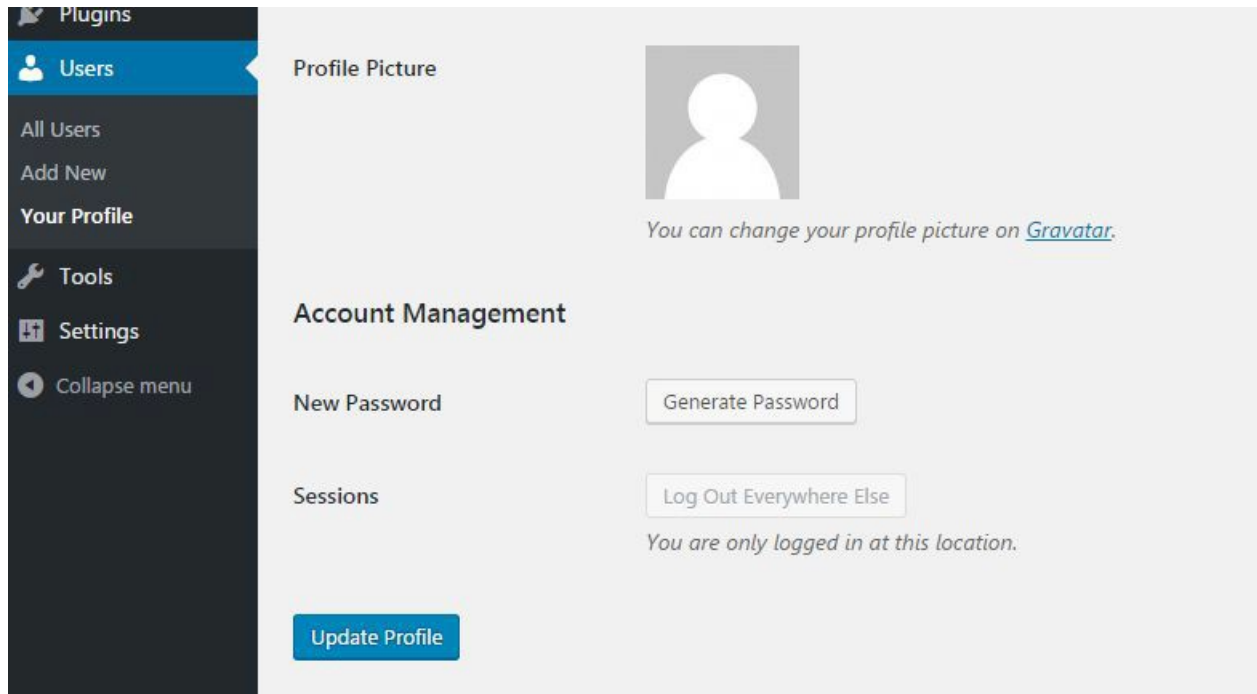 Plugins
Users
All Users
Add New
Your Profile
Tools
Settings
Collapse menu
Profile Picture
You can change your profile picture on Gravatar.
Account Management
New Password
Generate Password
Sessions
Log Out Everywhere Else
You are only logged in at this location.
Update Profile